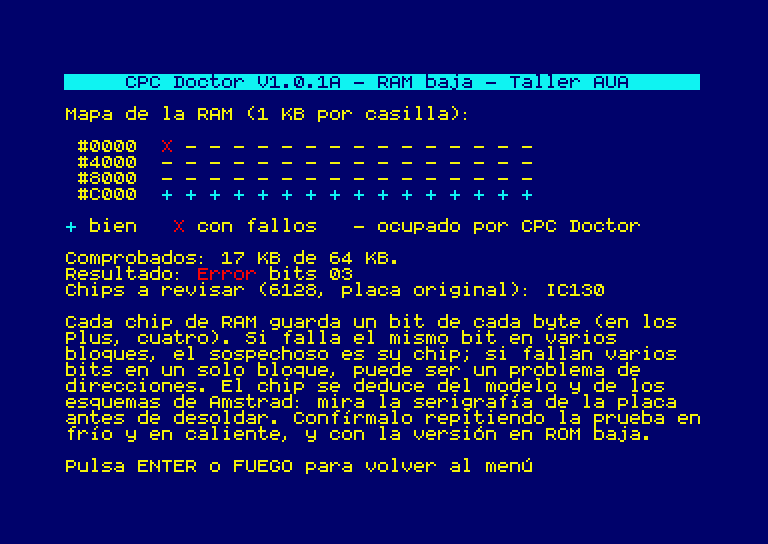 CPC Doctor V1.0.1A - RAM baja - Taller AUA
Mapa de la RAM (1 KB por casilla):
#0000 X - - - - - - - - - - - - - - -
#4000 - - - - - - - - - - - - - - - -
#8000 - - - - - - - - - - - - - - - -
#C000 + + + + + + + + + + + + + + + +
+ bien X con fallos - ocupado por CPC Doctor
Comprobados: 17 KB de 64 KB.
Resultado: Error bits 03
Chips a revisar (6128, placa original): IC130
Cada chip de RAM guarda un bit de cada byte (en los
Plus, cuatro). Si falla el mismo bit en varios
bloques, el sospechoso es su chip; si fallan varios
bits en un solo bloque, puede ser un problema de
direcciones. El chip se deduce del modelo y de los
esquemas de Amstrad: mira la serigrafía de la placa
antes de desoldar. Confírmalo repitiendo la prueba en
frío y en caliente, y con la versión en ROM baja.
Pulsa ENTER o FUEGO para volver al menú